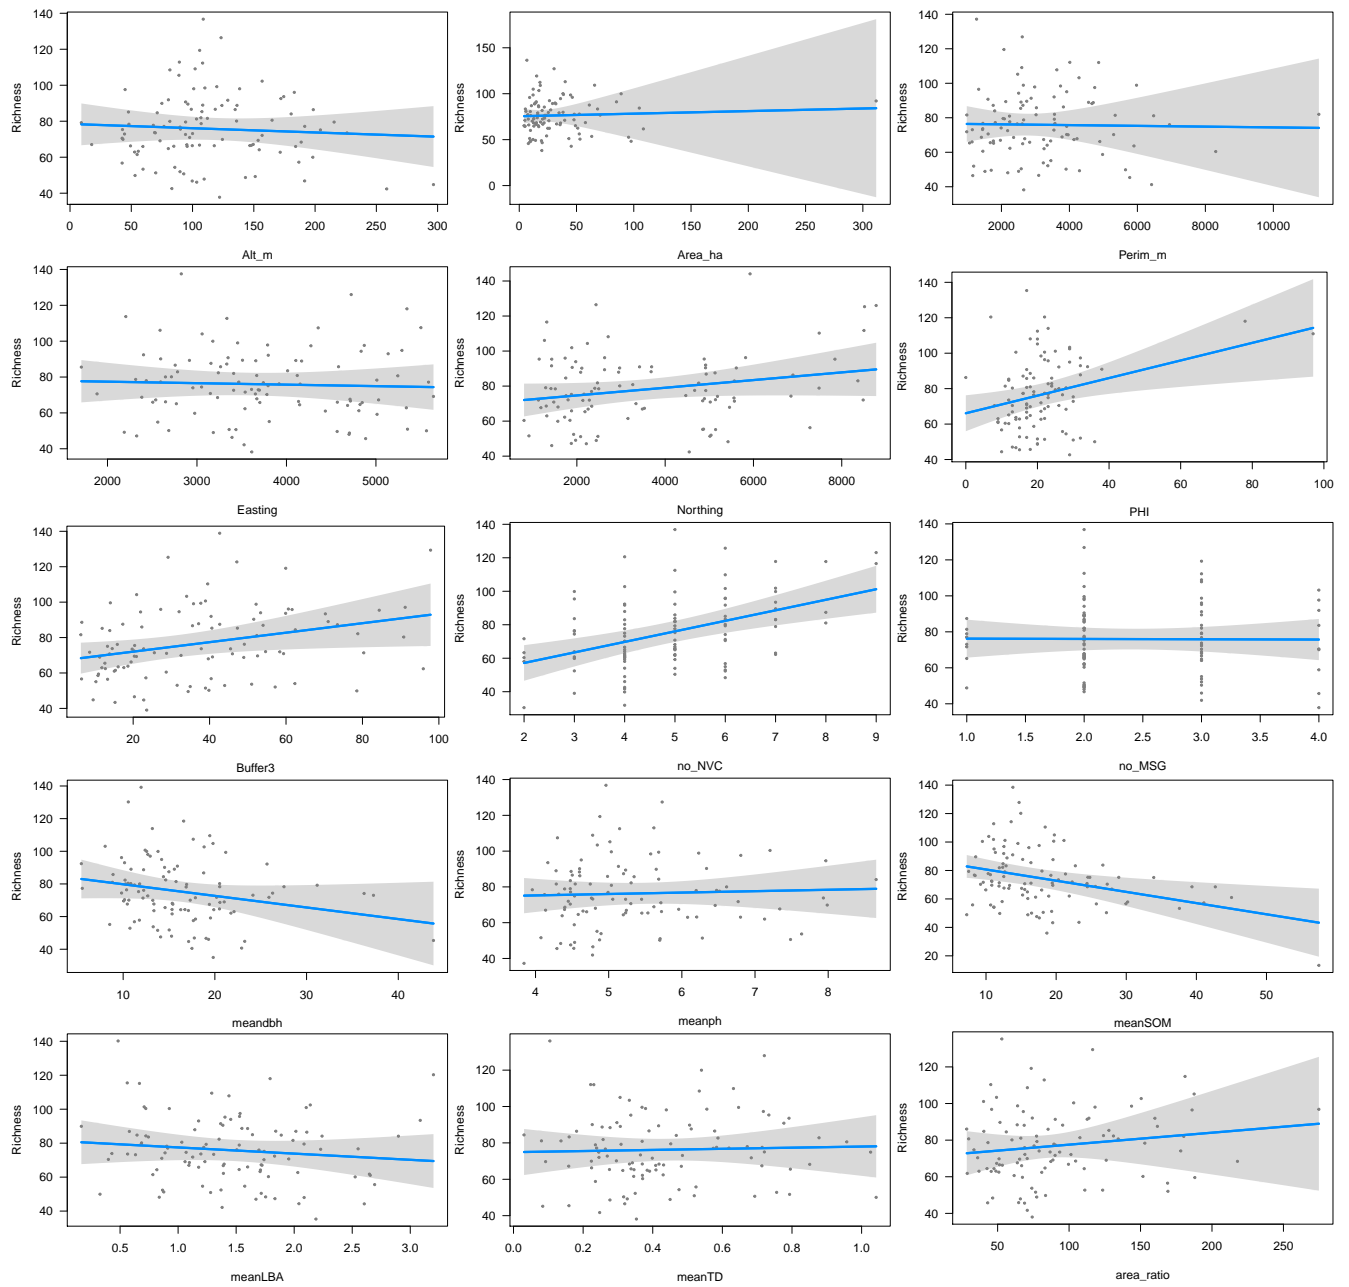 140
120
100
80
60
40
Richness
0 50 100 150 200 250 300
Alt_m
150
100
50
0
Richness
0 50 100 150 200 250 300
Area_ha
140
120
100
80
60
40
Richness
2000 4000 6000 8000 10000
Perim_m
140
120
100
80
60
40
Richness
2000 3000 4000 5000
Easting
140
120
100
80
60
40
Richness
2000 4000 6000 8000
Northing
140
120
100
80
60
40
Richness
0 20 40 60 80 100
PHI
140
120
100
80
60
40
Richness
20 40 60 80 100
Buffer3
140
120
100
80
60
40
Richness
2 3 4 5 6 7 8 9
no_NVC
140
120
100
80
60
40
Richness
1.0 1.5 2.0 2.5 3.0 3.5 4.0
no_MSG
140
120
100
80
60
40
Richness
10 20 30 40
meandbh
140
120
100
80
60
40
Richness
4 5 6 7 8
meanph
140
120
100
80
60
40
20
Richness
10 20 30 40 50
meanSOM
140
120
100
80
60
40
Richness
0.5 1.0 1.5 2.0 2.5 3.0
meanLBA
120
100
80
60
40
Richness
0.0 0.2 0.4 0.6 0.8 1.0
meanTD
140
120
100
80
60
40
Richness
50 100 150 200 250
area_ratio